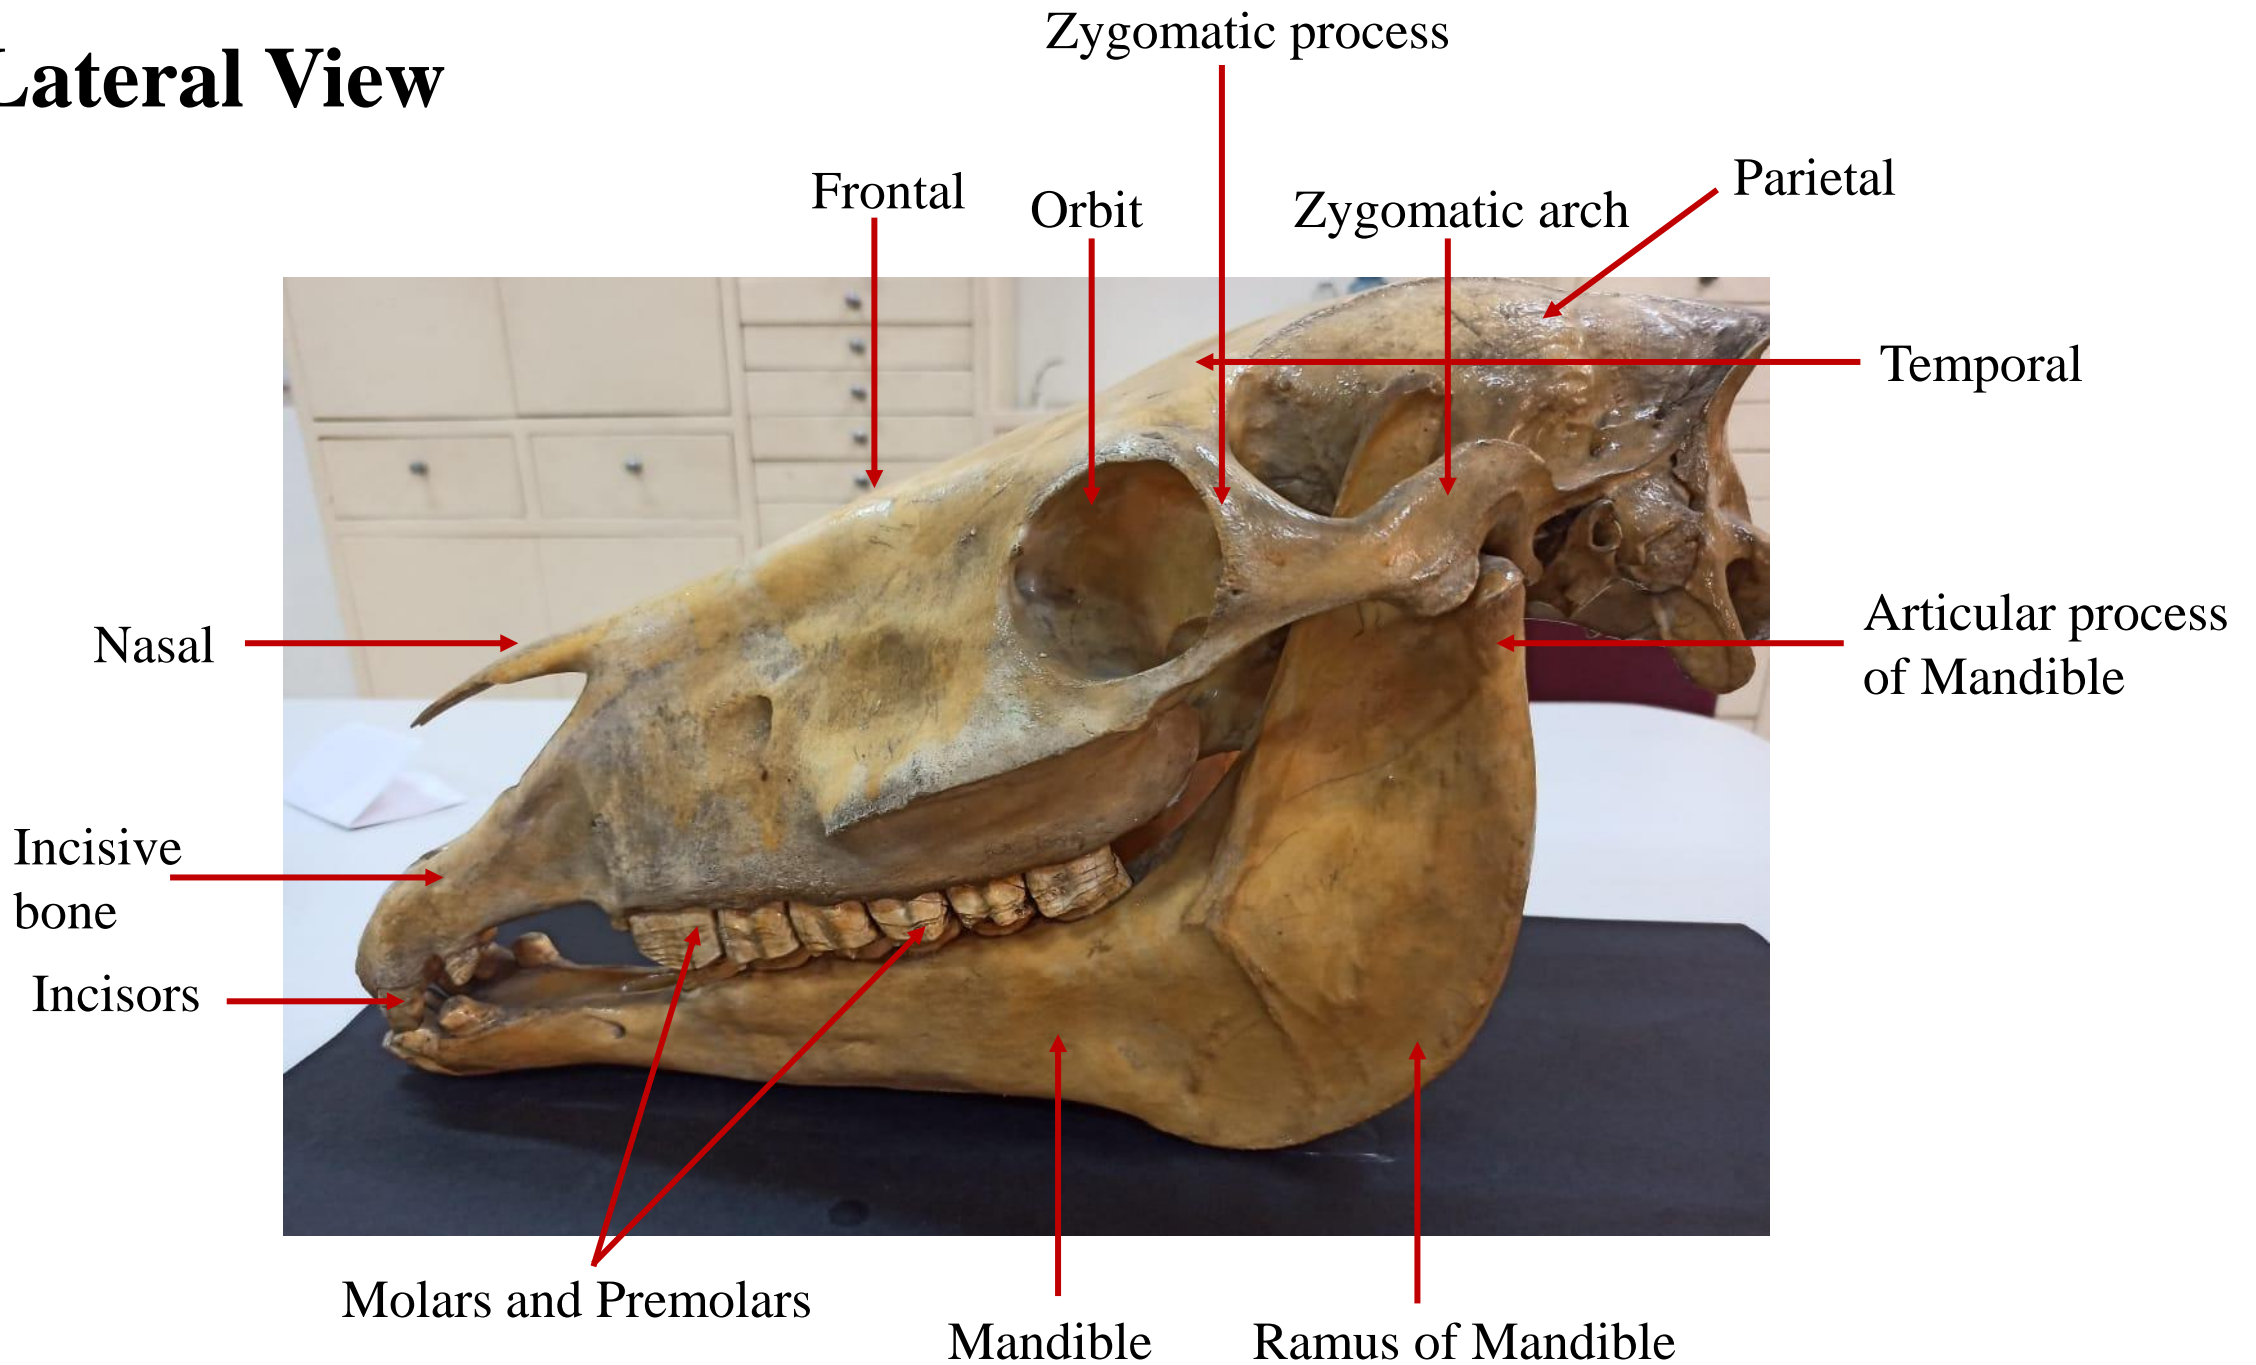 Lateral View
Zygomatic process
Frontal
Orbit
Zygomatic arch
Parietal
Temporal
Nasal
Articular process
of Mandible
Incisive
bone
Incisors
Molars and Premolars
Mandible
Ramus of Mandible